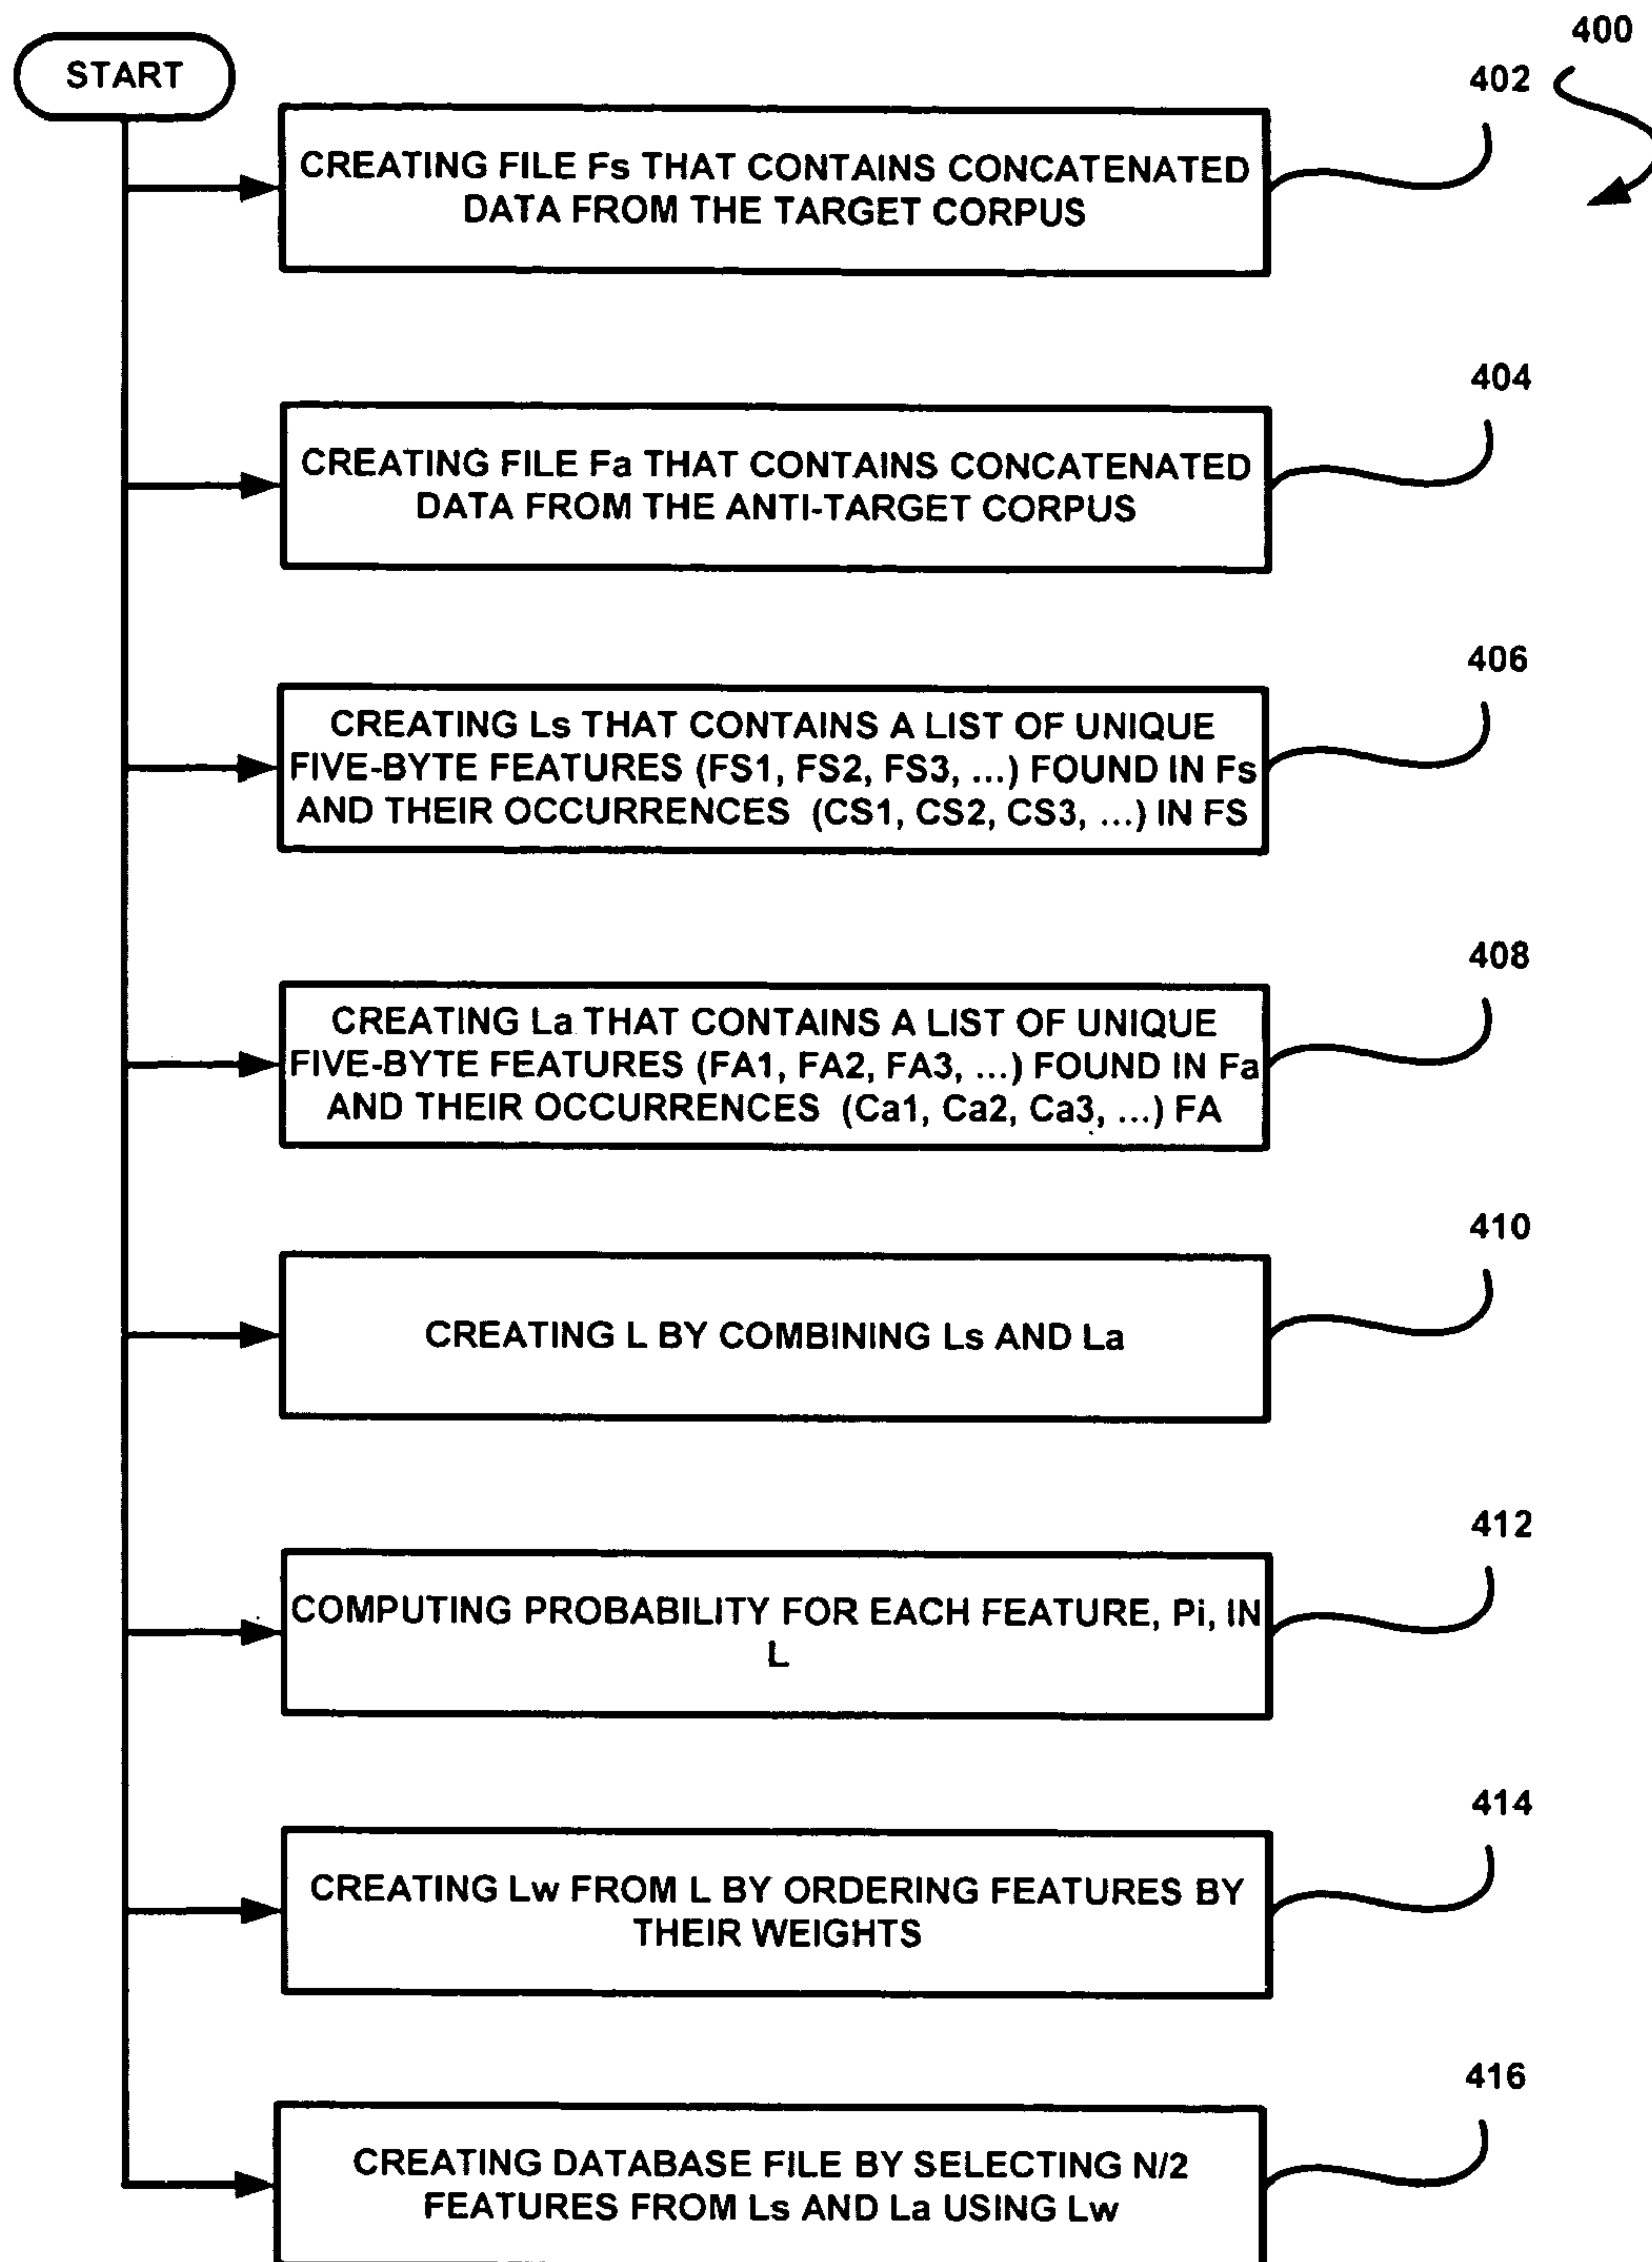 400
START
402
CREATING FILE Fs THAT CONTAINS CONCATENATED
DATA FROM THE TARGET CORPUS
404
CREATING FILE Fa THAT CONTAINS CONCATENATED
DATA FROM THE ANTI-TARGET CORPUS
406
CREATING Ls THAT CONTAINS A LIST OF UNIQUE
FIVE-BYTE FEATURES (FS1, FS2, FS3, ...) FOUND IN Fs
AND THEIR OCCURRENCES (CS1, CS2, CS3, ...) IN FS
408
CREATING La THAT CONTAINS A LIST OF UNIQUE
FIVE-BYTE FEATURES (FA1, FA2, FA3, ...) FOUND IN Fa
AND THEIR OCCURRENCES (Ca1, Ca2, Ca3, ...) FA
410
CREATING L BY COMBINING Ls AND La
412
COMPUTING PROBABILITY FOR EACH FEATURE, Pi, IN
L
414
CREATING Lw FROM L BY ORDERING FEATURES BY
THEIR WEIGHTS
416
CREATING DATABASE FILE BY SELECTING N/2
FEATURES FROM Ls AND La USING Lw